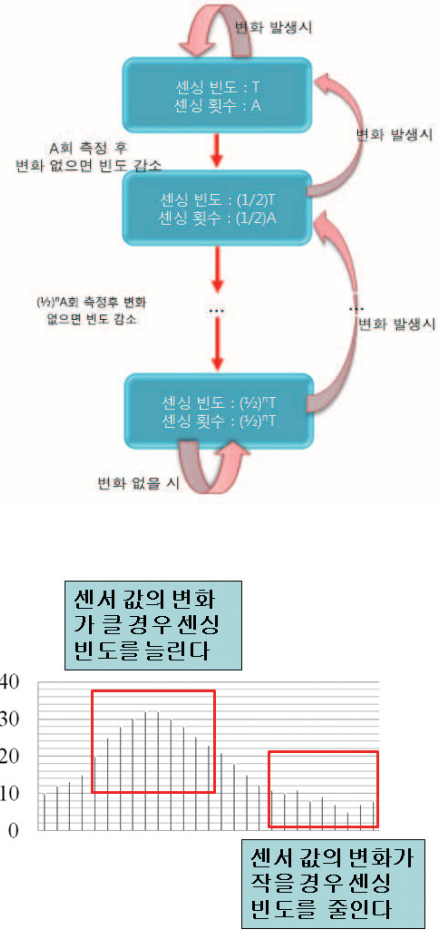 변화 발생시
센싱 빈도 : T
센싱 횟수 : A
A회 측정 후
변화 없으면 빈도 감소
변화 발생시
센싱 빈도 : (1/2)T
센싱 횟수 : (1/2)A
(½)ⁿA회 측정후 변화
없으면 빈도 감소
...
...
변화 발생시
센싱 빈도 : (½)ⁿT
센싱 횟수 : (½)ⁿT
변화 없을 시
센서 값의 변화
가 클 경우 센싱
빈도를 늘린다
40
30
20
10
0
센서 값의 변화가
작을 경우 센싱
빈도를 줄인다